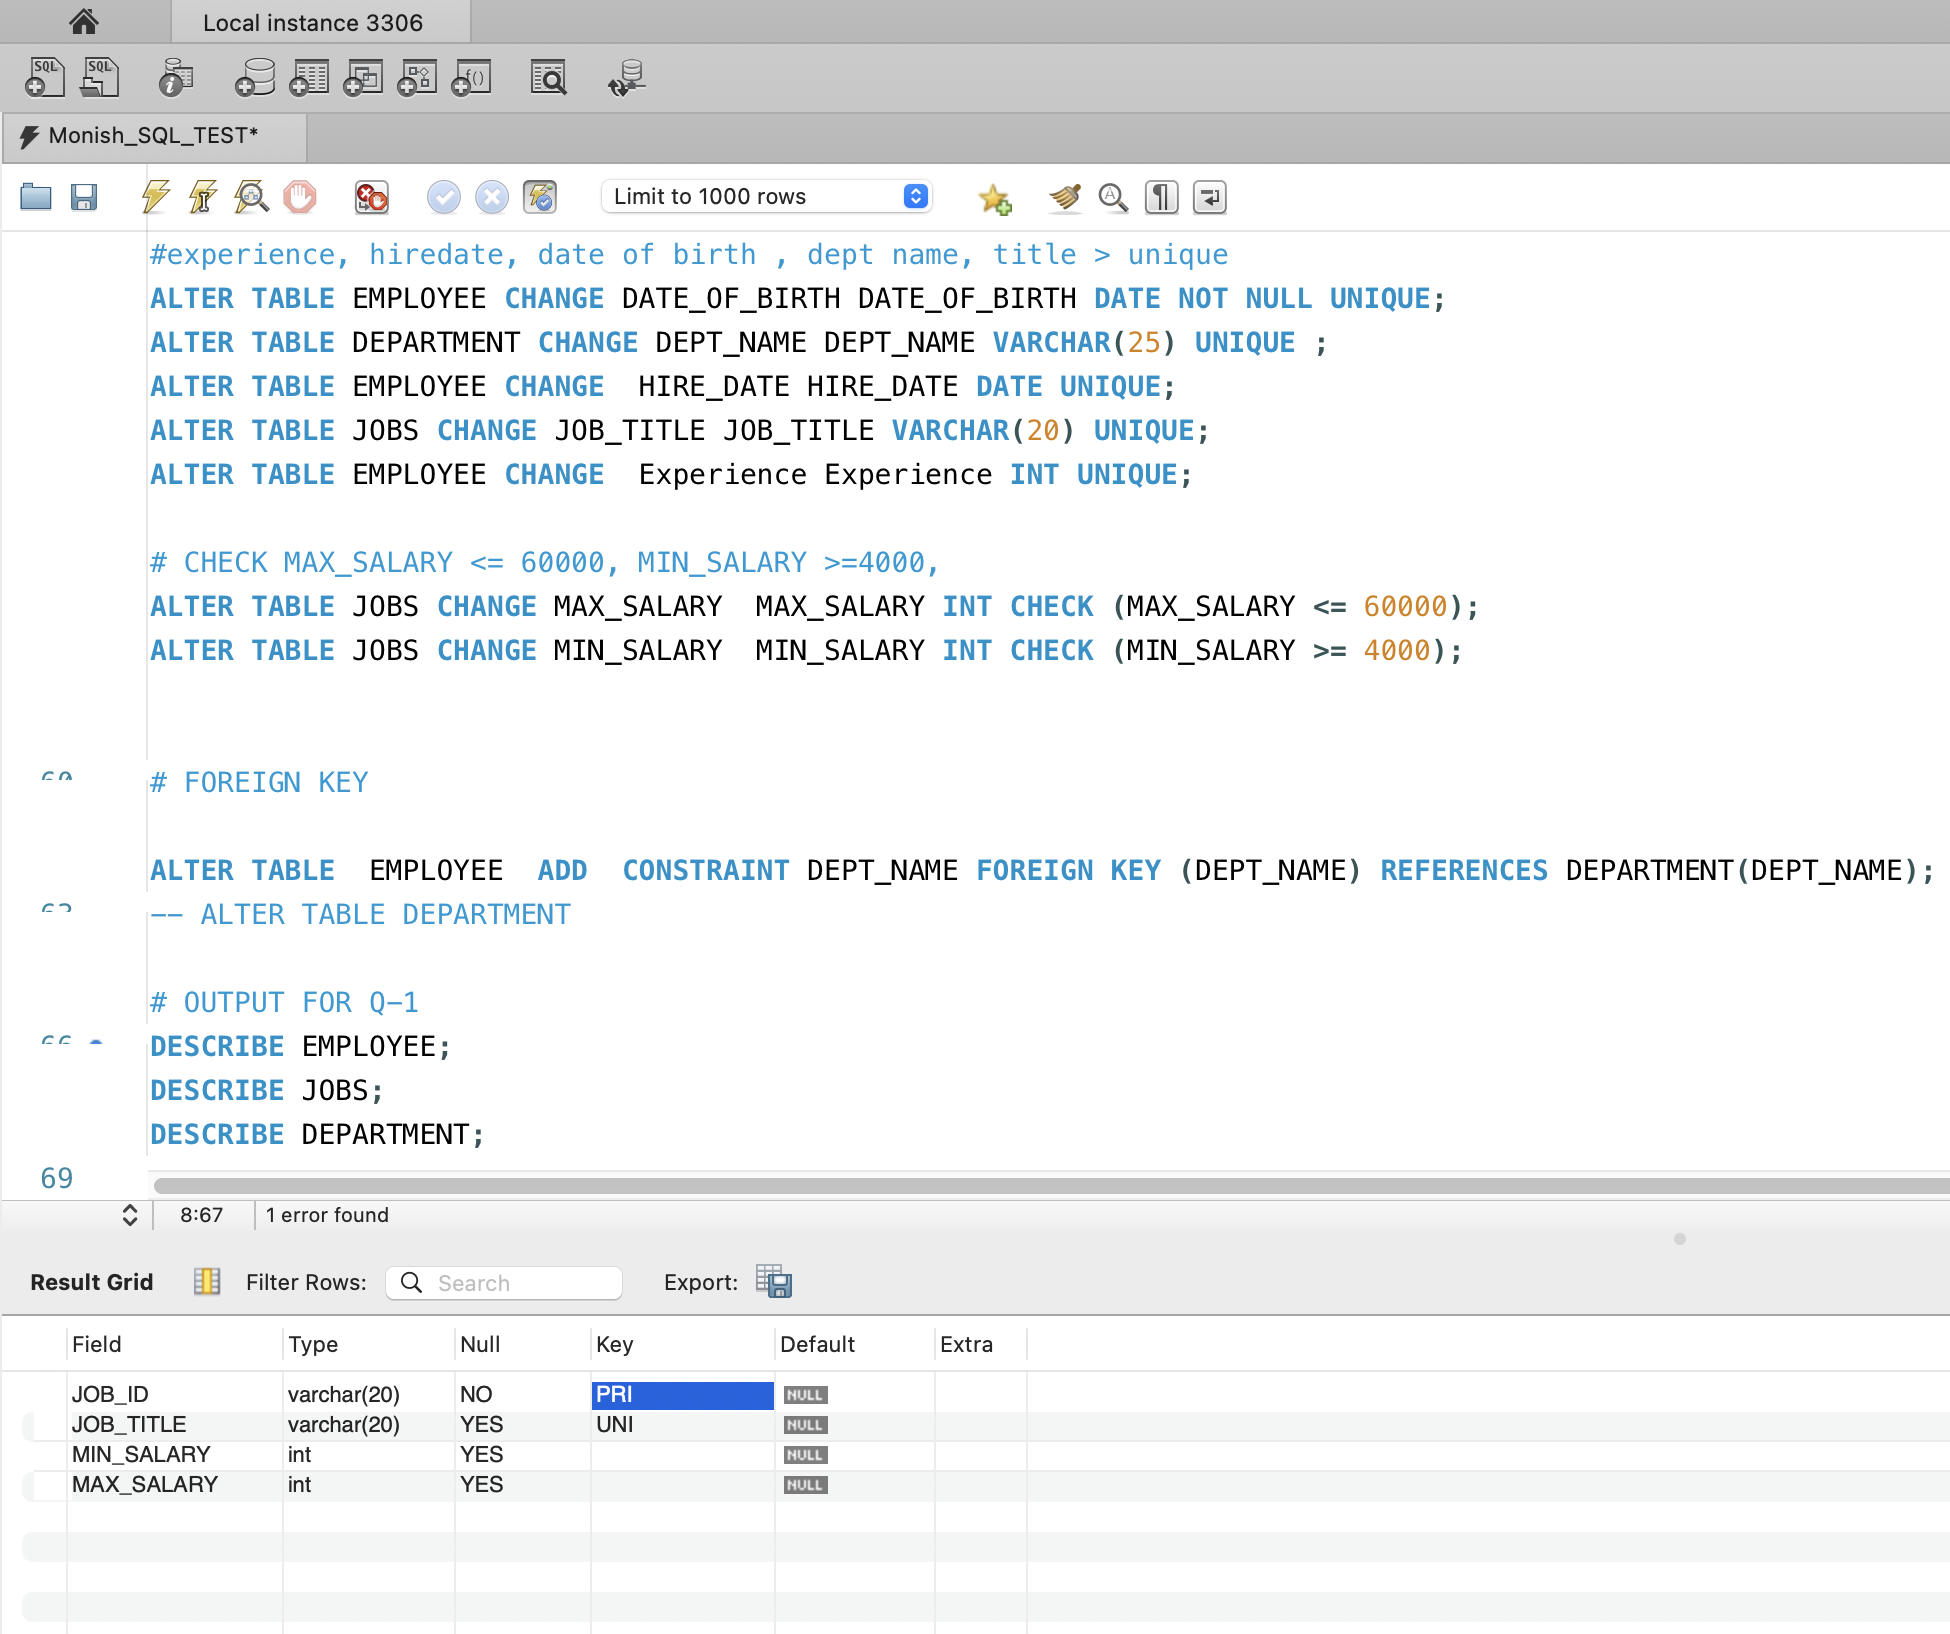 Local instance 3306
SQL SQL
Monish_SQL_TEST*
Limit to 1000 rows
#experience, hiredate, date of birth , dept name, title > unique
ALTER TABLE EMPLOYEE CHANGE DATE_OF_BIRTH DATE_OF_BIRTH DATE NOT NULL UNIQUE;
ALTER TABLE DEPARTMENT CHANGE DEPT_NAME DEPT_NAME VARCHAR(25) UNIQUE ;
ALTER TABLE EMPLOYEE CHANGE  HIRE_DATE HIRE_DATE DATE UNIQUE;
ALTER TABLE JOBS CHANGE JOB_TITLE JOB_TITLE VARCHAR(20) UNIQUE;
ALTER TABLE EMPLOYEE CHANGE  Experience Experience INT UNIQUE;
# CHECK MAX_SALARY <= 60000, MIN_SALARY >=4000,
ALTER TABLE JOBS CHANGE MAX_SALARY  MAX_SALARY INT CHECK (MAX_SALARY <= 60000);
ALTER TABLE JOBS CHANGE MIN_SALARY  MIN_SALARY INT CHECK (MIN_SALARY >= 4000);
# FOREIGN KEY
ALTER TABLE  EMPLOYEE  ADD  CONSTRAINT DEPT_NAME FOREIGN KEY (DEPT_NAME) REFERENCES DEPARTMENT(DEPT_NAME);
-- ALTER TABLE DEPARTMENT
# OUTPUT FOR Q-1
DESCRIBE EMPLOYEE;
DESCRIBE JOBS;
DESCRIBE DEPARTMENT;
69
8:67 1 error found
Result Grid Filter Rows: Search Export:
Field Type Null Key Default Extra
JOB_ID varchar(20) NO PRI NULL
JOB_TITLE varchar(20) YES UNI NULL
MIN_SALARY int YES NULL
MAX_SALARY int YES NULL